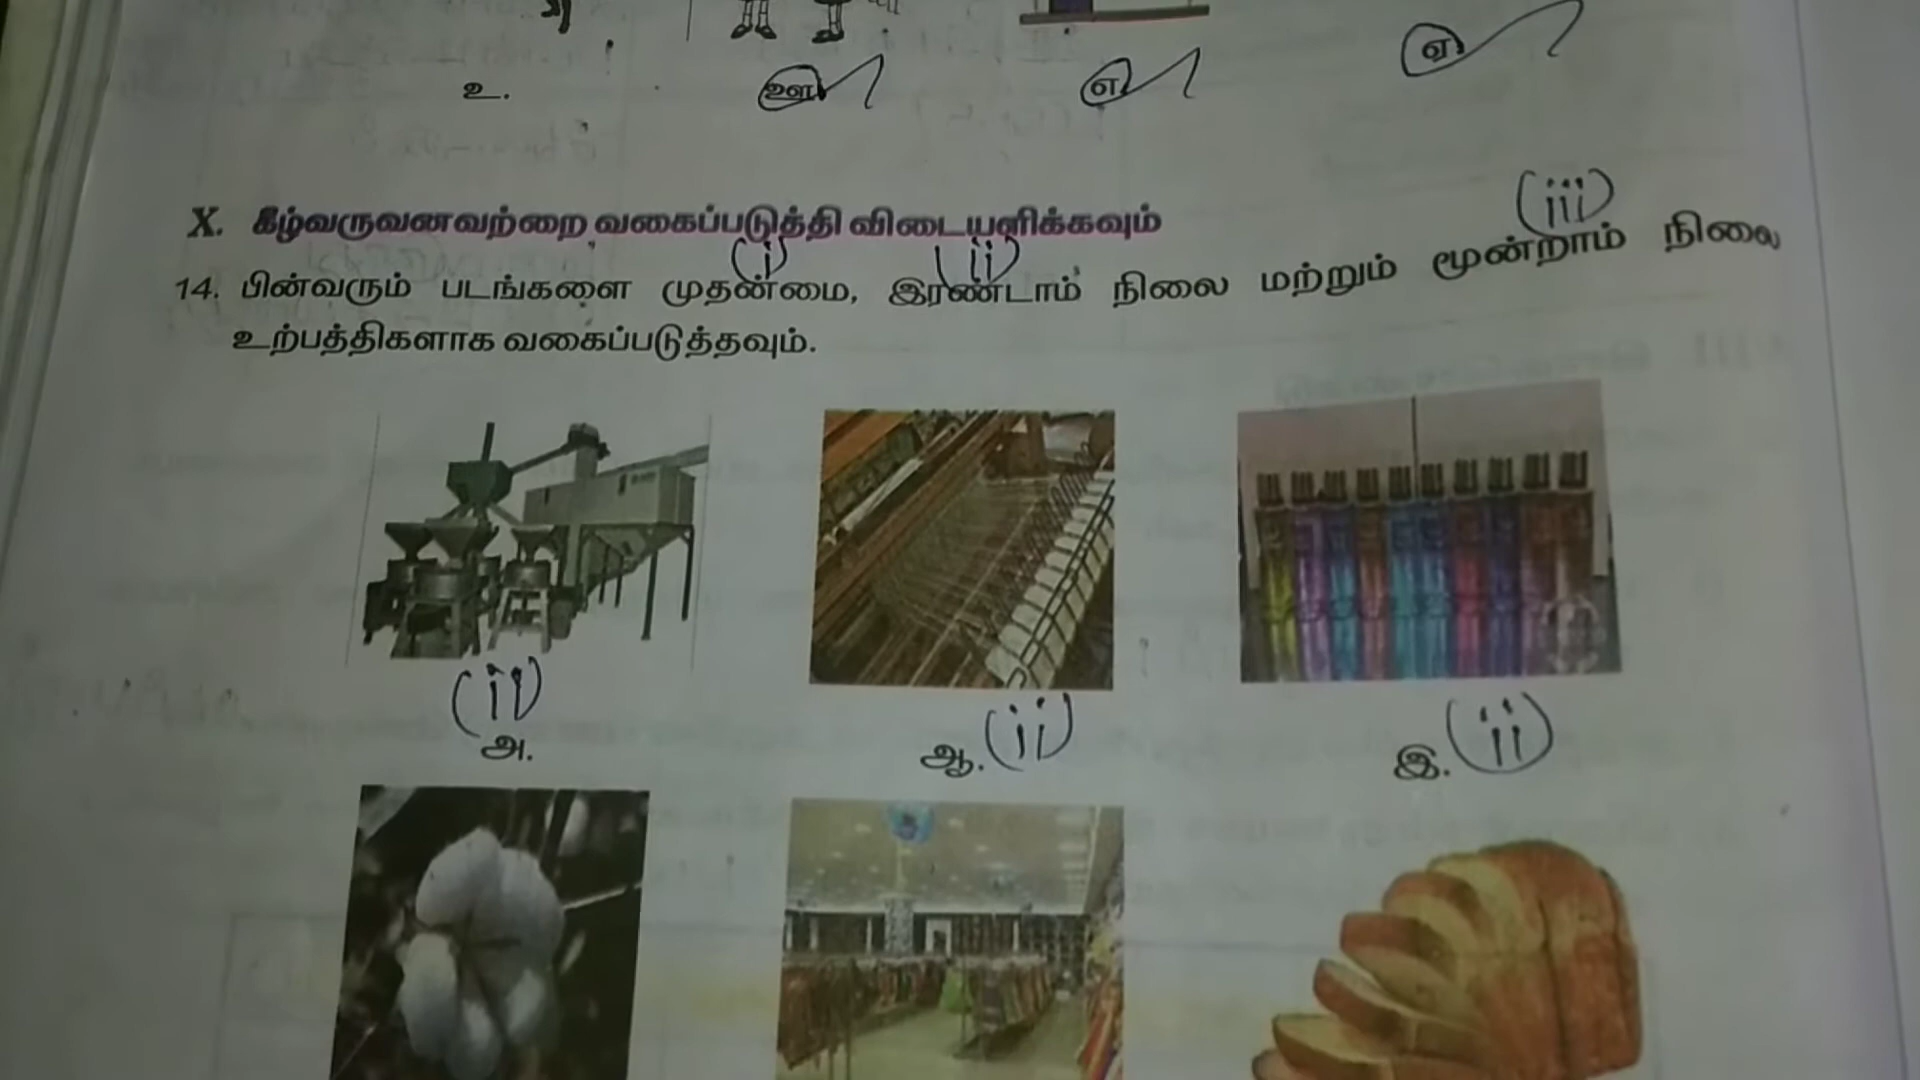 உ. ஊ எ ஏ
(iii)
X. கீழ்வருவனவற்றை வகைப்படுத்தி விடையளிக்கவும்
(i) (ii)
14. பின்வரும் படங்களை முதன்மை, இரண்டாம் நிலை மற்றும் மூன்றாம் நிலை
உற்பத்திகளாக வகைப்படுத்தவும்.
(ii)
அ. ஆ. (ii) இ. (ii)